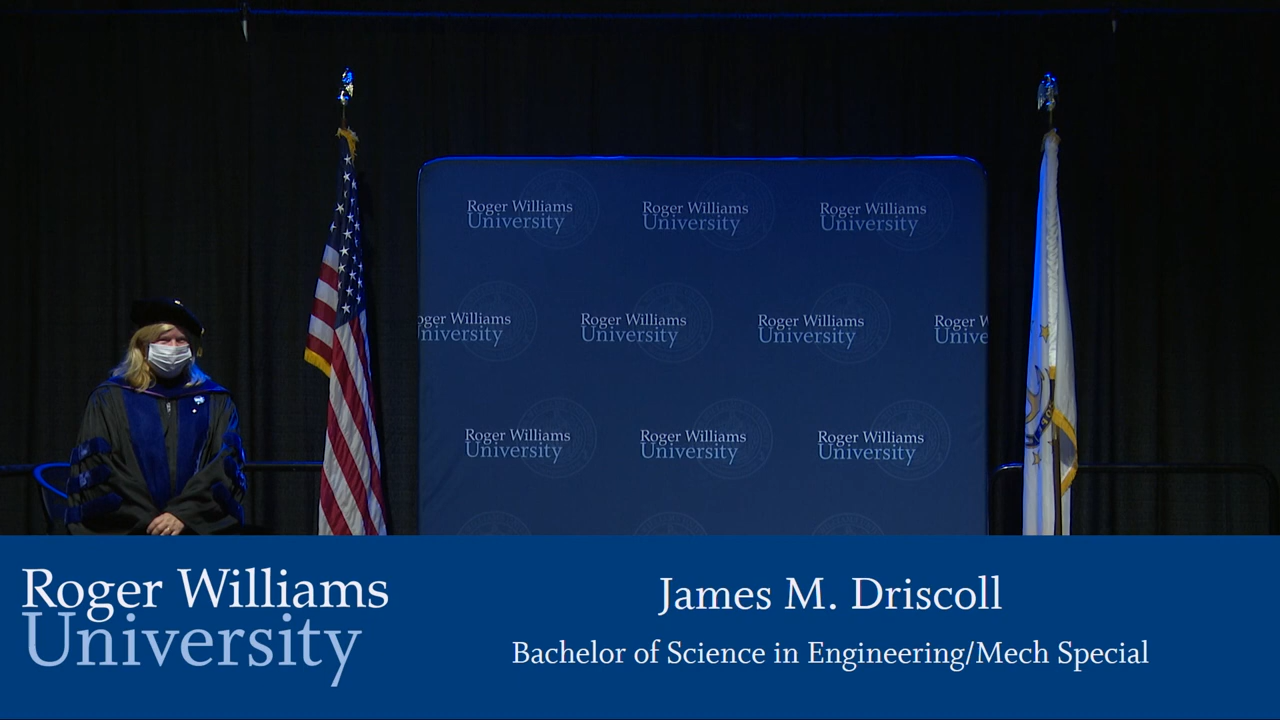 Roger Williams
University
Roger Williams
University
Roger Williams
University
oger Williams
niversity
Roger Williams
University
Roger Williams
University
Roger W
Unive
Roger Williams
University
Roger Williams
University
Roger Williams
University
Roger Williams
University
James M. Driscoll
Bachelor of Science in Engineering/Mech Special